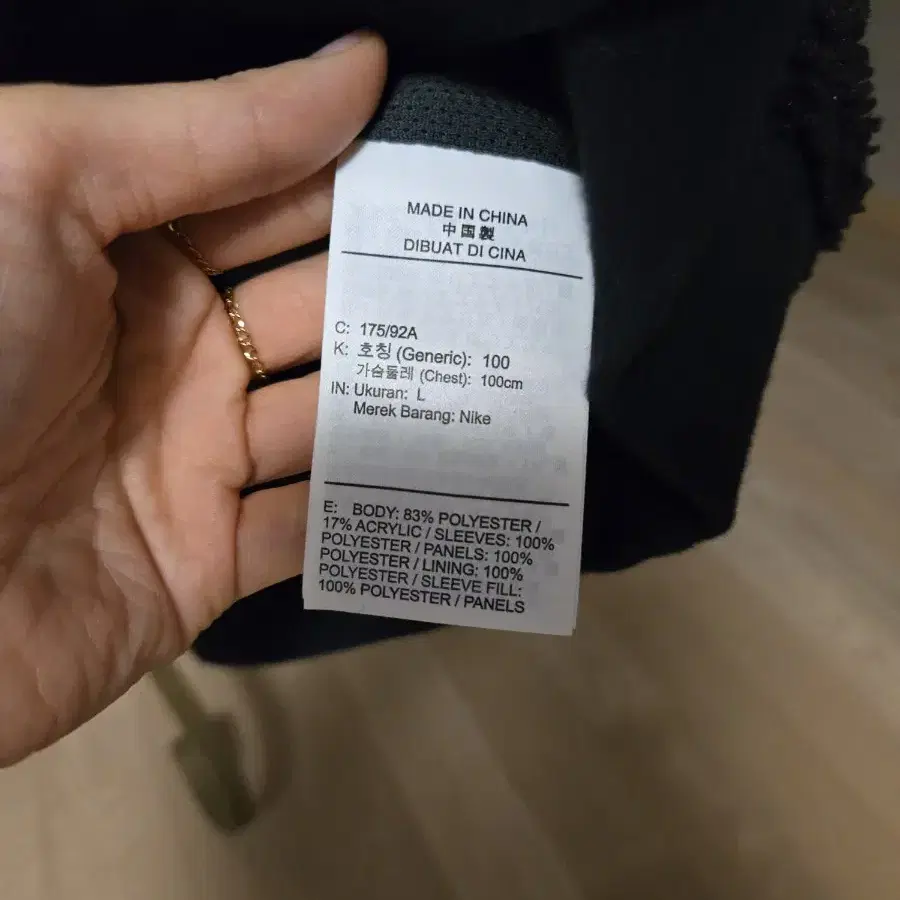 MADE IN CHINA
中国製
DIBUAT DI CINA
C: 175/92A
K: 호칭 (Generic): 100
가슴둘레 (Chest): 100cm
IN: Ukuran: L
Merek Barang: Nike
E: BODY: 83% POLYESTER /
17% ACRYLIC / SLEEVES: 100%
POLYESTER / PANELS: 100%
POLYESTER / LINING: 100%
POLYESTER / SLEEVE FILL:
100% POLYESTER / PANELS